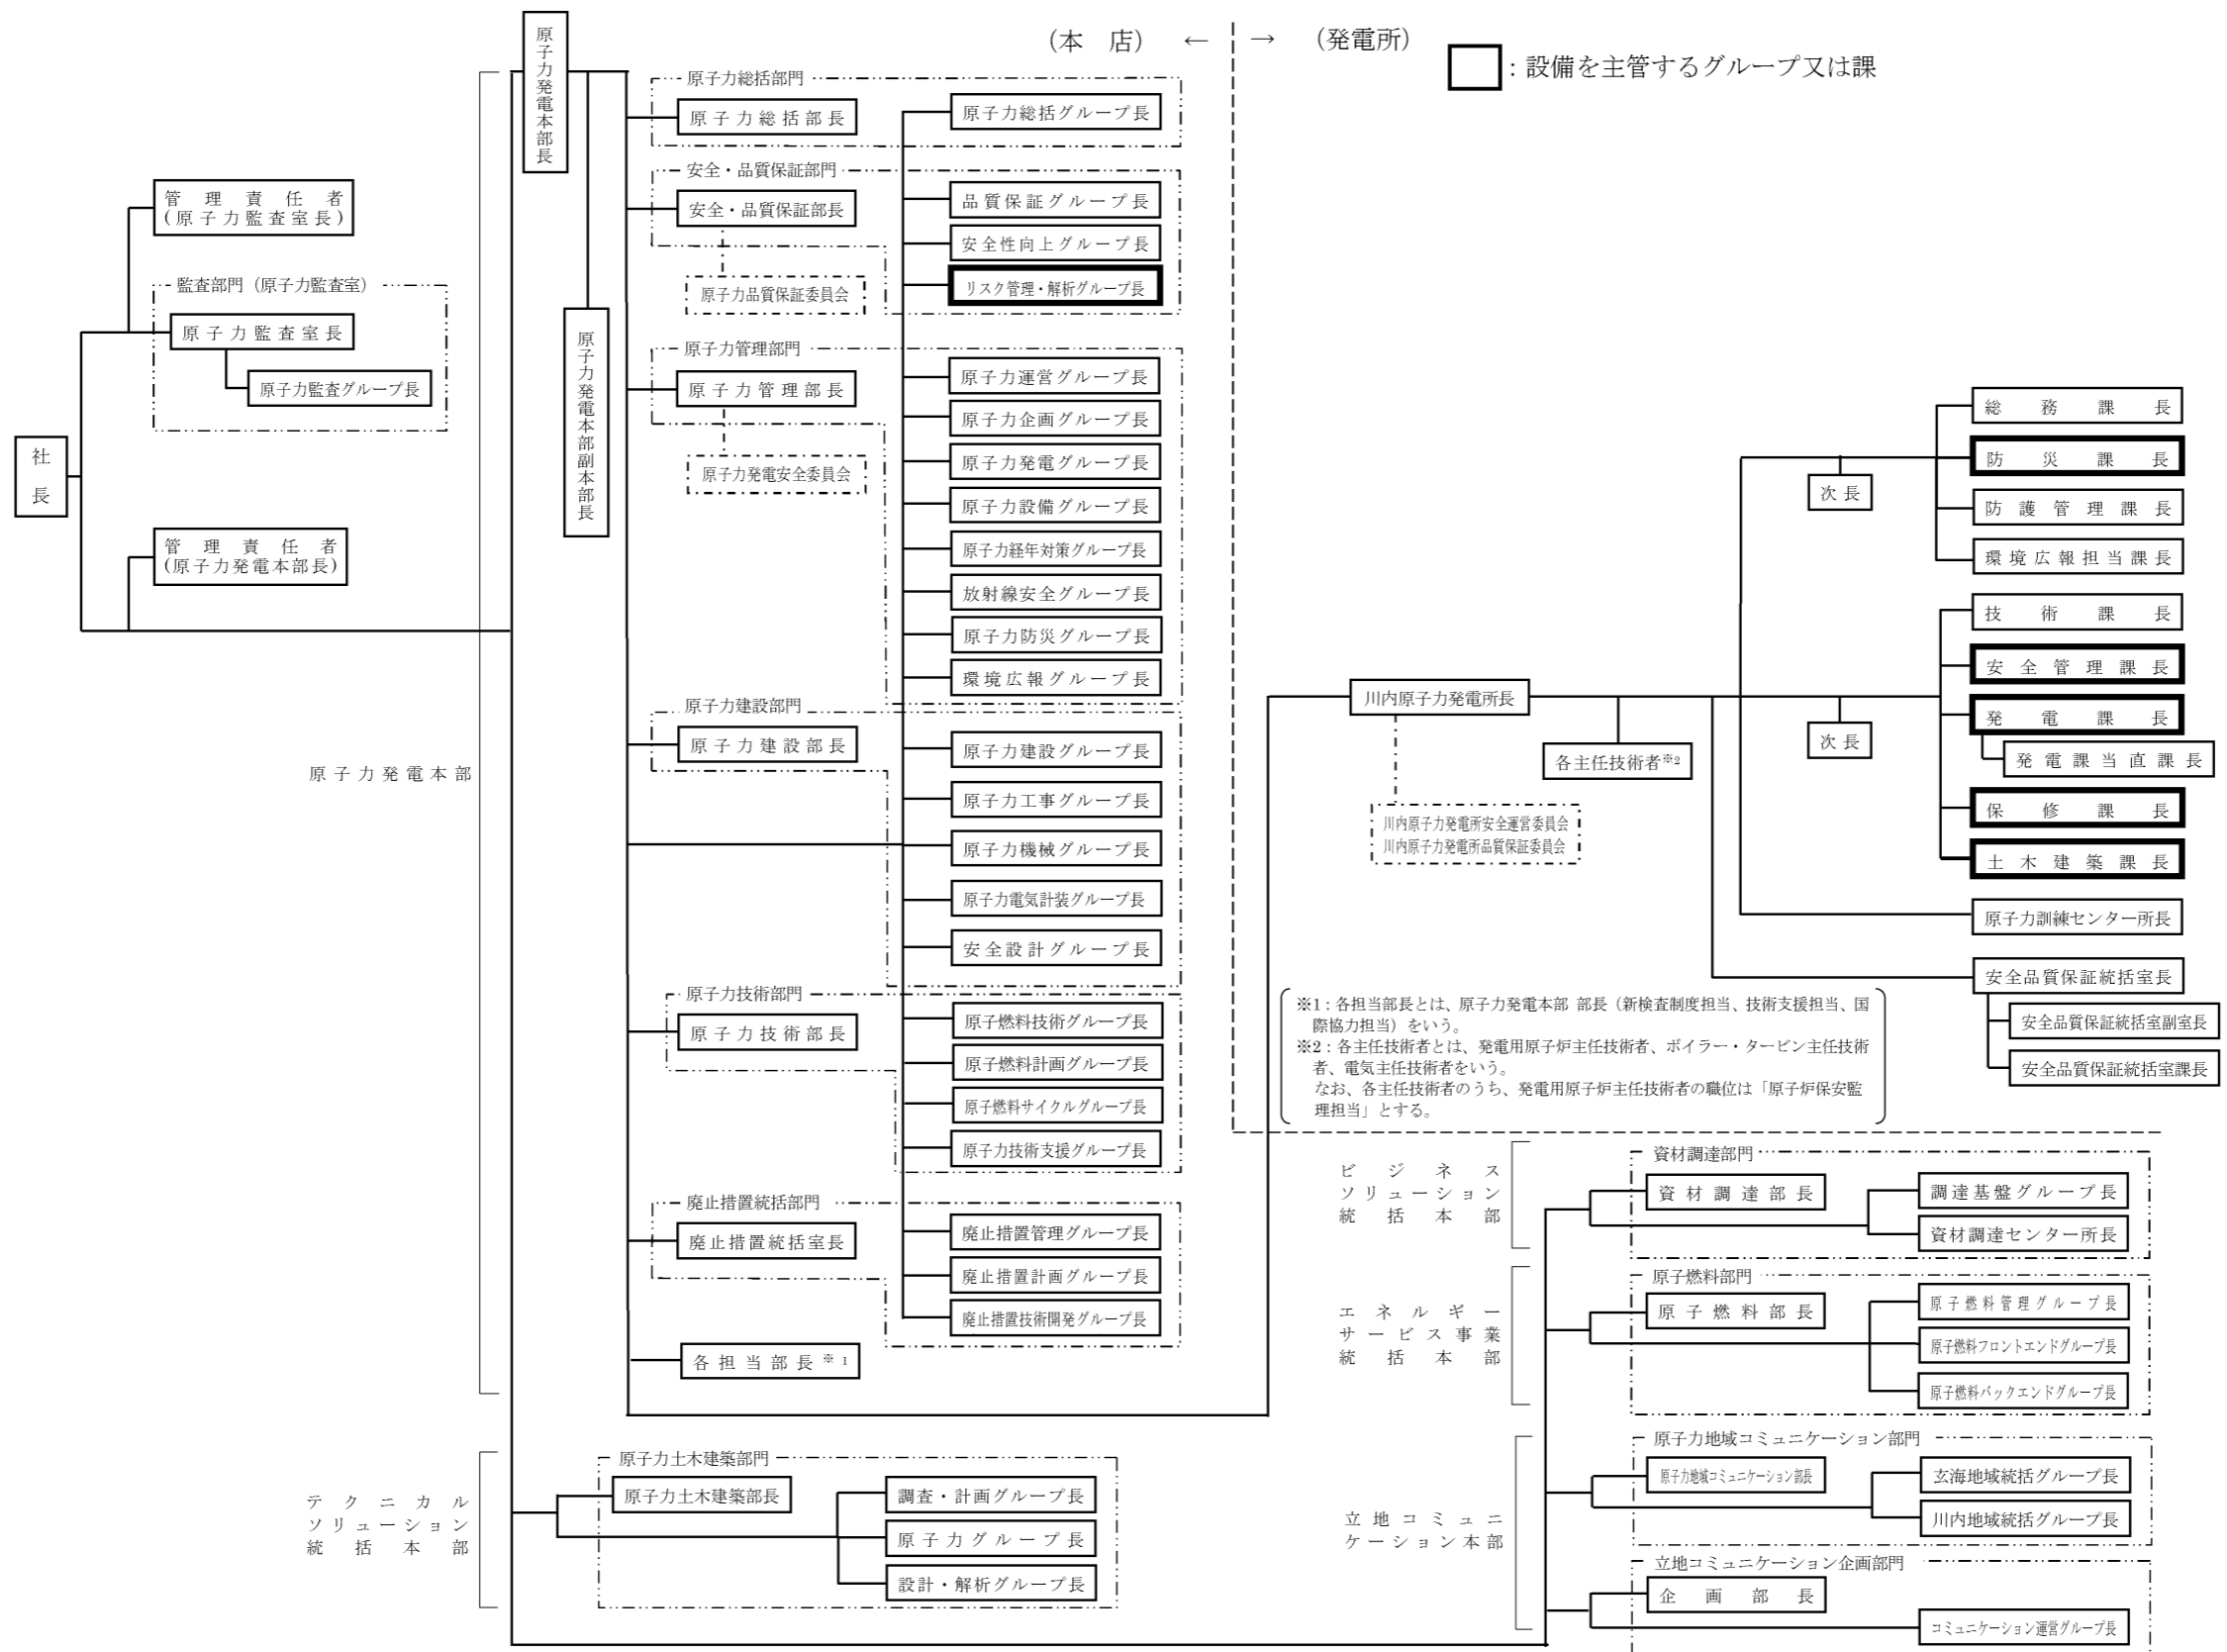 (本 店) ← → (発電所)
:設備を主管するグループ又は課
社長
管理責任者
(原子力監査室長)
監査部門(原子力監査室)
原子力監査室長
原子力監査グループ長
管理責任者
(原子力発電本部長)
原子力発電本部
原子力発電本部長
原子力発電本部副本部長
原子力総括部門
原子力総括部長
原子力総括グループ長
安全・品質保証部門
安全・品質保証部長
原子力品質保証委員会
品質保証グループ長
安全性向上グループ長
リスク管理・解析グループ長
原子力管理部門
原子力管理部長
原子力発電安全委員会
原子力運営グループ長
原子力企画グループ長
原子力発電グループ長
原子力設備グループ長
原子力経年対策グループ長
放射線安全グループ長
原子力防災グループ長
環境広報グループ長
原子力建設部門
原子力建設部長
原子力建設グループ長
原子力工事グループ長
原子力機械グループ長
原子力電気計装グループ長
安全設計グループ長
原子力技術部門
原子力技術部長
原子燃料技術グループ長
原子燃料計画グループ長
原子燃料サイクルグループ長
原子力技術支援グループ長
廃止措置統括部門
廃止措置統括室長
廃止措置管理グループ長
廃止措置計画グループ長
廃止措置技術開発グループ長
各担当部長※1
テクニカル
ソリューション
統括本部
原子力土木建築部門
原子力土木建築部長
調査・計画グループ長
原子力グループ長
設計・解析グループ長
川内原子力発電所長
川内原子力発電所安全運営委員会
川内原子力発電所品質保証委員会
各主任技術者※2
次長
総務課長
防災課長
防護管理課長
環境広報担当課長
次長
技術課長
安全管理課長
発電課長
発電課当直課長
保修課長
土木建築課長
原子力訓練センター所長
安全品質保証統括室長
安全品質保証統括室副室長
安全品質保証統括室課長
※1:各担当部長とは、原子力発電本部 部長(新検査制度担当、技術支援担当、国
際協力担当)をいう。
※2:各主任技術者とは、発電用原子炉主任技術者、ボイラー・タービン主任技術
者、電気主任技術者をいう。
なお、各主任技術者のうち、発電用原子炉主任技術者の職位は「原子炉保安監
理担当」とする。
ビジネス
ソリューション
統括本部
資材調達部門
資材調達部長
調達基盤グループ長
資材調達センター所長
エネルギー
サービス事業
統括本部
原子燃料部門
原子燃料部長
原子燃料管理グループ長
原子燃料フロントエンドグループ長
原子燃料バックエンドグループ長
立地コミュニ
ケーション本部
原子力地域コミュニケーション部門
原子力地域コミュニケーション部長
玄海地域統括グループ長
川内地域統括グループ長
立地コミュニケーション企画部門
企画部長
コミュニケーション運営グループ長